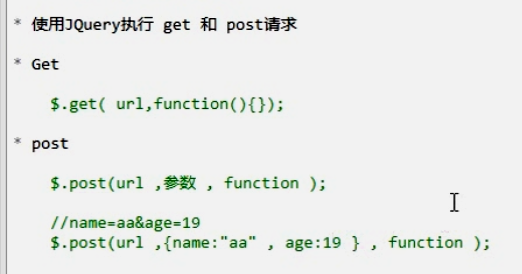 * 使用JQuery执行 get 和 post请求
* Get
$.get( url,function(){});
* post
$.post(url ,参数 , function );
//name=aa&age=19
$.post(url ,{name:"aa" , age:19 } , function );